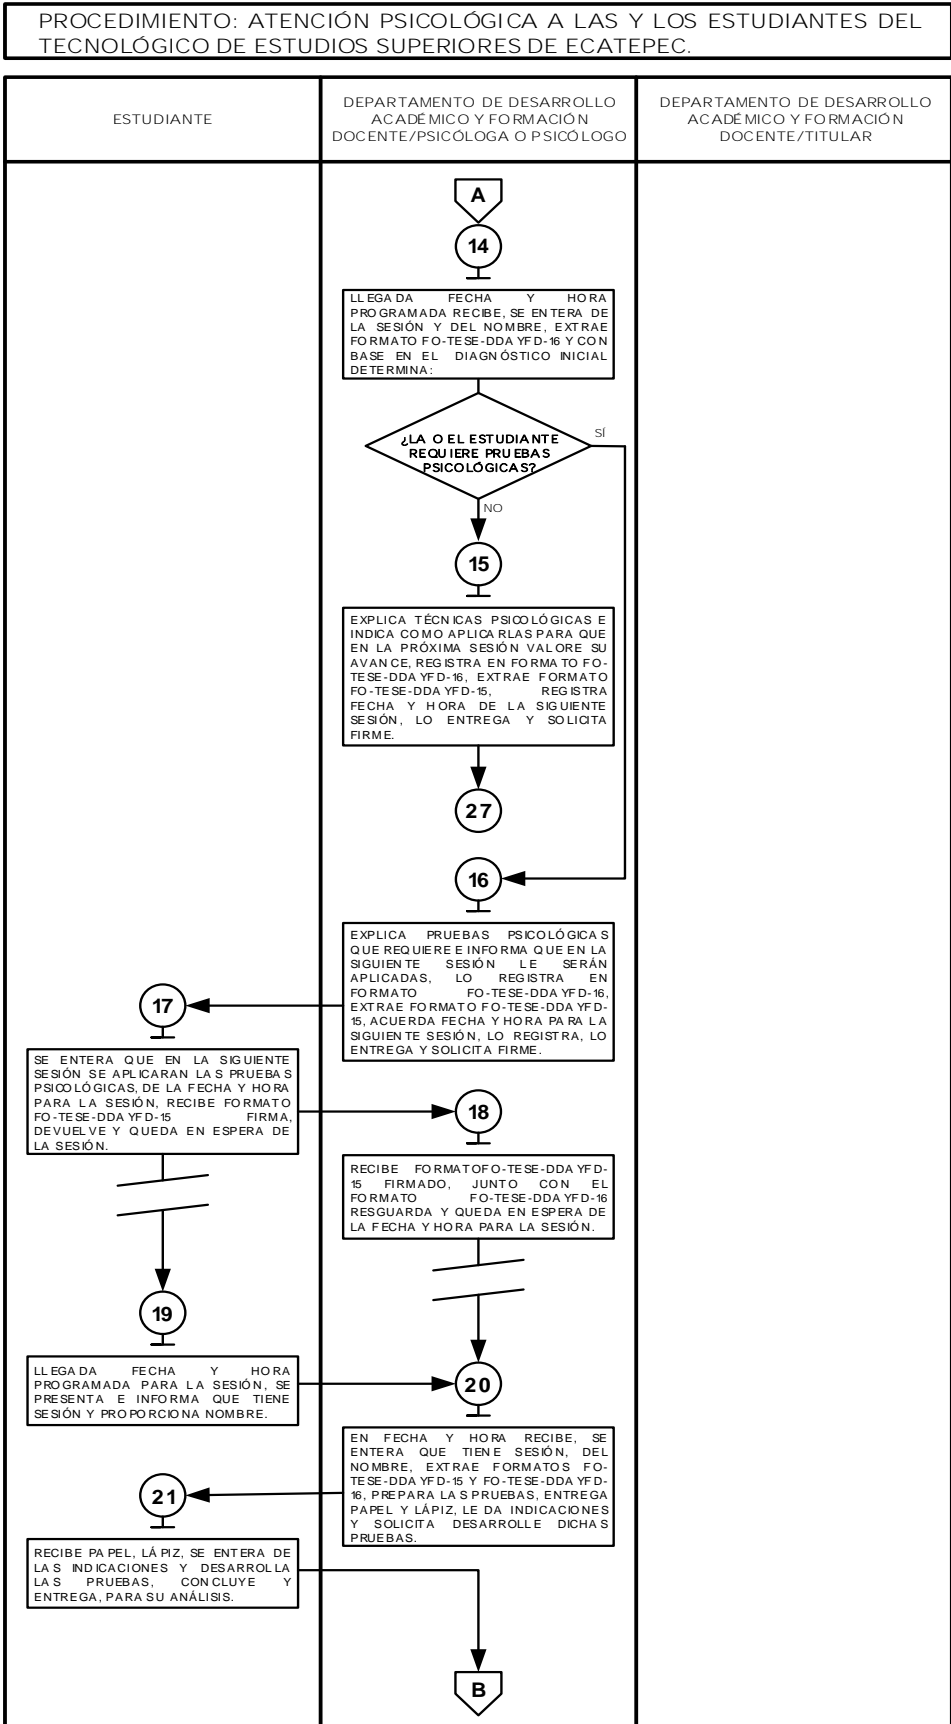 PROCEDIMIENTO: ATENCIÓN PSICOLÓGICA A LAS Y LOS ESTUDIANTES DEL
TECNOLÓGICO DE ESTUDIOS SUPERIORES DE ECATEPEC.
ESTUDIANTE
DEPARTAMENTO DE DESARROLLO
ACADÉMICO Y FORMACIÓN
DOCENTE/PSICÓLOGA O PSICÓLOGO
DEPARTAMENTO DE DESARROLLO
ACADÉMICO Y FORMACIÓN
DOCENTE/TITULAR
A
14
LLEGADA FECHA Y HORA
PROGRAMADA RECIBE, SE ENTERA DE
LA SESIÓN Y DEL NOMBRE, EXTRAE
FORMATO FO-TESE-DDAYFD-16 Y CON
BASE EN EL DIAGNÓSTICO INICIAL
DETERMINA:
¿LA O EL ESTUDIANTE
REQUIERE PRUEBAS
PSICOLÓGICAS?
SÍ
NO
15
EXPLICA TÉCNICAS PSICOLÓGICAS E
INDICA COMO APLICARLAS PARA QUE
EN LA PRÓXIMA SESIÓN VALORE SU
AVANCE, REGISTRA EN FORMATO FO-
TESE-DDAYFD-16, EXTRAE FORMATO
FO-TESE-DDAYFD-15, REGISTRA
FECHA Y HORA DE LA SIGUIENTE
SESIÓN, LO ENTREGA Y SOLICITA
FIRME.
27
16
EXPLICA PRUEBAS PSICOLÓGICAS
QUE REQUIERE E INFORMA QUE EN LA
SIGUIENTE SESIÓN LE SERÁN
APLICADAS, LO REGISTRA EN
FORMATO FO-TESE-DDAYFD-16,
EXTRAE FORMATO FO-TESE-DDAYFD-
15, ACUERDA FECHA Y HORA PARA LA
SIGUIENTE SESIÓN, LO REGISTRA, LO
ENTREGA Y SOLICITA FIRME.
17
SE ENTERA QUE EN LA SIGUIENTE
SESIÓN SE APLICARAN LAS PRUEBAS
PSICOLÓGICAS, DE LA FECHA Y HORA
PARA LA SESIÓN, RECIBE FORMATO
FO-TESE-DDAYFD-15 FIRMA,
DEVUELVE Y QUEDA EN ESPERA DE
LA SESIÓN.
18
RECIBE FORMATOFO-TESE-DDAYFD-
15 FIRMADO, JUNTO CON EL
FORMATO FO-TESE-DDAYFD-16
RESGUARDA Y QUEDA EN ESPERA DE
LA FECHA Y HORA PARA LA SESIÓN.
19
LLEGADA FECHA Y HORA
PROGRAMADA PARA LA SESIÓN, SE
PRESENTA E INFORMA QUE TIENE
SESIÓN Y PROPORCIONA NOMBRE.
20
EN FECHA Y HORA RECIBE, SE
ENTERA QUE TIENE SESIÓN, DEL
NOMBRE, EXTRAE FORMATOS FO-
TESE-DDAYFD-15 Y FO-TESE-DDAYFD-
16, PREPARA LAS PRUEBAS, ENTREGA
PAPEL Y LÁPIZ, LE DA INDICACIONES
Y SOLICITA DESARROLLE DICHAS
PRUEBAS.
21
RECIBE PAPEL, LÁPIZ, SE ENTERA DE
LAS INDICACIONES Y DESARROLLA
LAS PRUEBAS, CONCLUYE Y
ENTREGA, PARA SU ANÁLISIS.
B